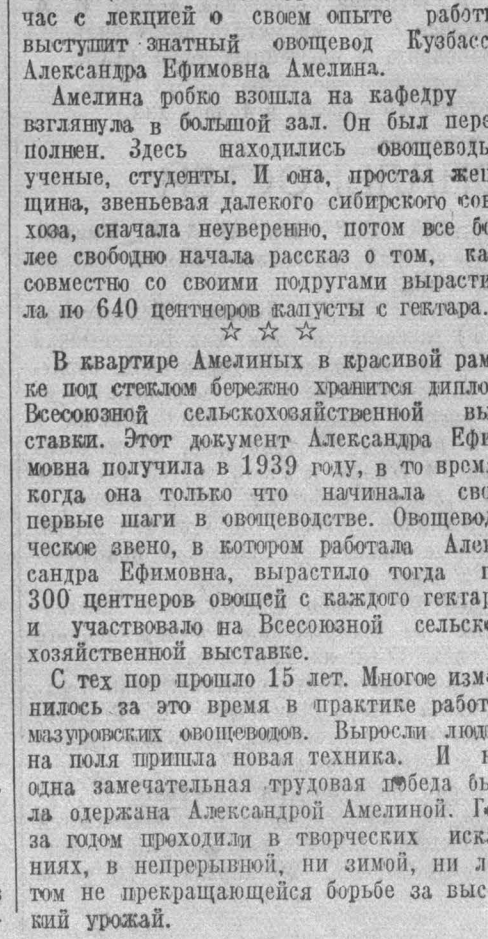 час с лекцией о своем опыте работ
выступит знатный овощевод Кузбасс
Александра Ефимовна Амелина.
Амелина робко взошла на кафедру
взглянула в большой зал. Он был пере
полнен. Здесь находились овощеводы
ученые, студенты. И она, простая жен
щина, звеньевая далекого сибирского сов
хоза, сначала неуверенно, потом все бо
лее свободно начала рассказ о том, ка
совместно со своими подругами вырасти
ла по 640 центнеров капусты с гектара.
☆ ☆ ☆
В квартире Амелиных в красивой рам
ке под стеклом бережно хранится дипло
Всесоюзной сельскохозяйственной вы
ставки. Этот документ Александра Ефи
мовна получила в 1939 году, в то врем
когда она только что начинала сво
первые шаги в овощеводстве. Овощевод
ческое звено, в котором работала Алек
сандра Ефимовна, вырастило тогда п
300 центнеров овощей с каждого гектар
и участвовало на Всесоюзной сельско
хозяйственной выставке.
С тех пор прошло 15 лет. Многое изме
нилось за это время в практике работ
мазуровских овощеводов. Выросли люд
на поля пришла новая техника. И н
одна замечательная трудовая победа бы
ла одержана Александрой Амелиной. Го
за годом проходили в творческих иска
ниях, в непрерывной, ни зимой, ни ле
том не прекращающейся борьбе за высо
кий урожай.